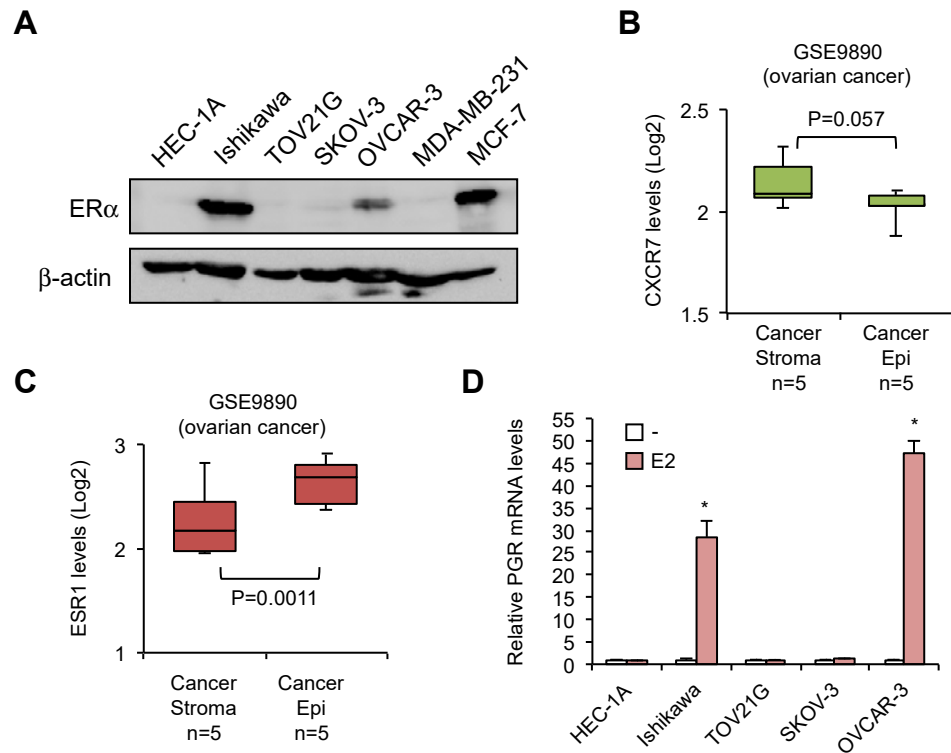 A
HEC-1A
Ishikawa
TOV21G
SKOV-3
OVCAR-3
MDA-MB-231
MCF-7
ERα
β-actin
B
GSE9890
(ovarian cancer)
P=0.057
CXCR7 levels (Log2)
2.5
2
1.5
Cancer
Stroma
n=5
Cancer
Epi
n=5
C
GSE9890
(ovarian cancer)
ESR1 levels (Log2)
3
2
1
P=0.0011
Cancer
Stroma
n=5
Cancer
Epi
n=5
D
Relative PGR mRNA levels
55
50
45
40
35
30
25
20
15
10
5
0
-
E2
*
*
HEC-1A
Ishikawa
TOV21G
SKOV-3
OVCAR-3